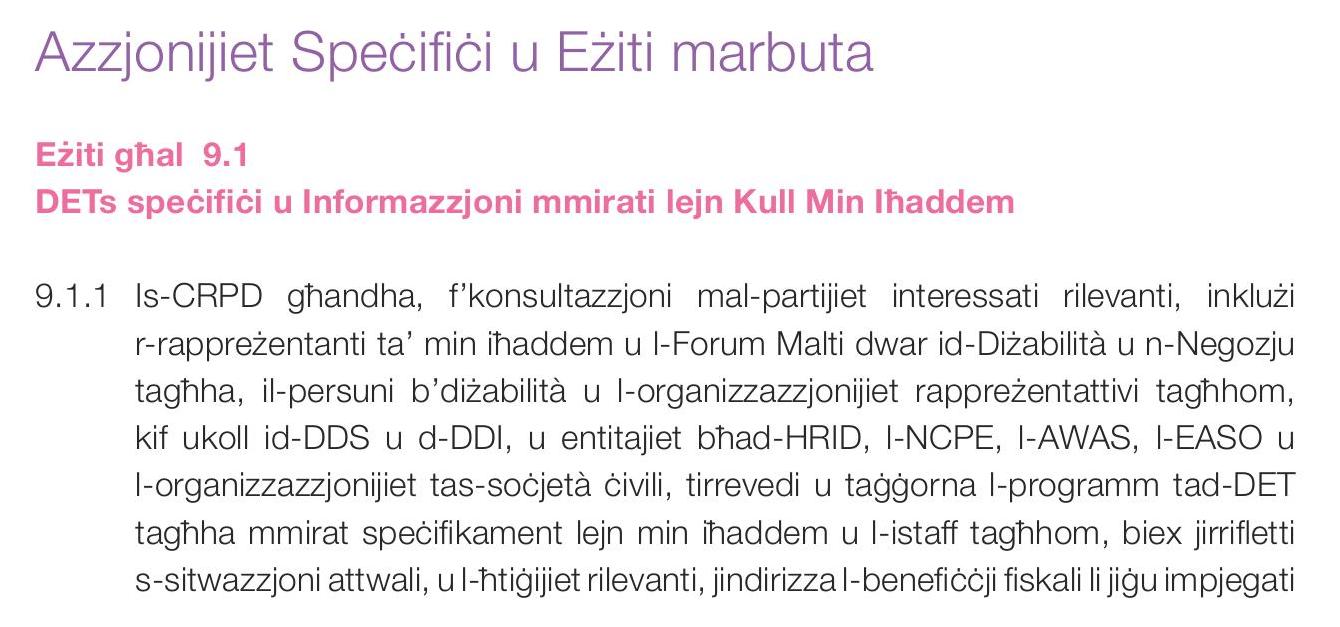 Azzjonijiet Speċifiċi u Eżiti marbuta
Eżiti għal 9.1
DETs speċifiċi u Informazzjoni mmirati lejn Kull Min Iħaddem
9.1.1 Is-CRPD għandha, f’konsultazzjoni mal-partijiet interessati rilevanti, inklużi
r-rappreżentanti ta’ min iħaddem u l-Forum Malti dwar id-Diżabilità u n-Negozju
tagħha, il-persuni b’diżabilità u l-organizzazzjonijiet rappreżentattivi tagħhom,
kif ukoll id-DDS u d-DDI, u entitajiet bħad-HRID, l-NCPE, l-AWAS, l-EASO u
l-organizzazzjonijiet tas-soċjetà ċivili, tirrevedi u taġġorna l-programm tad-DET
tagħha mmirat speċifikament lejn min iħaddem u l-istaff tagħhom, biex jirrifletti
s-sitwazzjoni attwali, u l-ħtiġijiet rilevanti, jindirizza l-benefiċċji fiskali li jiġu impjegati